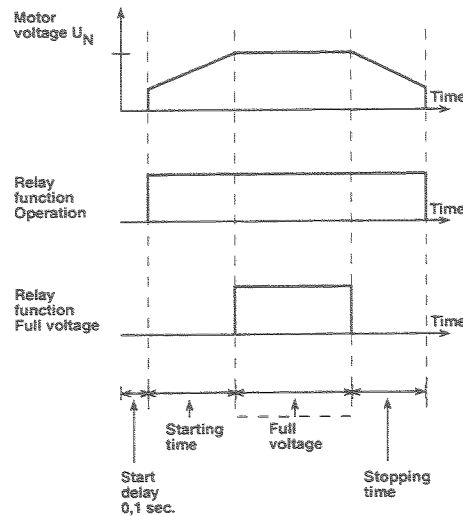 Motor
voltage UN
Time
Relay
function
Operation
Time
Relay
function
Full voltage
Time
Starting
time
Full
voltage
Start
delay
0,1 sec.
Stopping
time